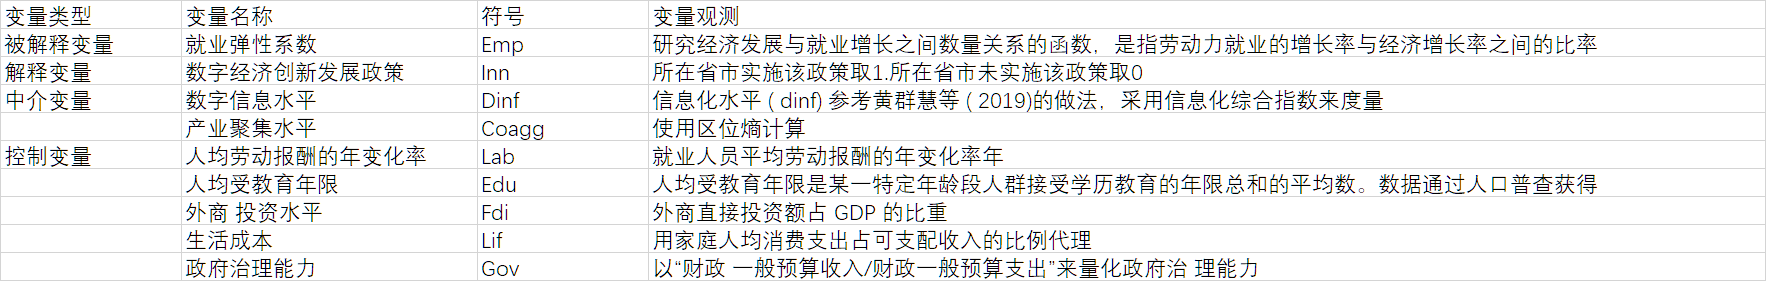 变量类型 变量名称 符号 变量观测
被解释变量 就业弹性系数 Emp 研究经济发展与就业增长之间数量关系的函数，是指劳动力就业的增长率与经济增长率之间的比率
解释变量 数字经济创新发展政策 Inn 所在省市实施该政策取1.所在省市未实施该政策取0
中介变量 数字信息水平 Dinf 信息化水平 ( dinf) 参考黄群慧等 ( 2019)的做法，采用信息化综合指数来度量
产业聚集水平 Coagg 使用区位熵计算
控制变量 人均劳动报酬的年变化率 Lab 就业人员平均劳动报酬的年变化率年
人均受教育年限 Edu 人均受教育年限是某一特定年龄段人群接受学历教育的年限总和的平均数。数据通过人口普查获得
外商 投资水平 Fdi 外商直接投资额占 GDP 的比重
生活成本 Lif 用家庭人均消费支出占可支配收入的比例代理
政府治理能力 Gov 以“财政 一般预算收入/财政一般预算支出”来量化政府治 理能力